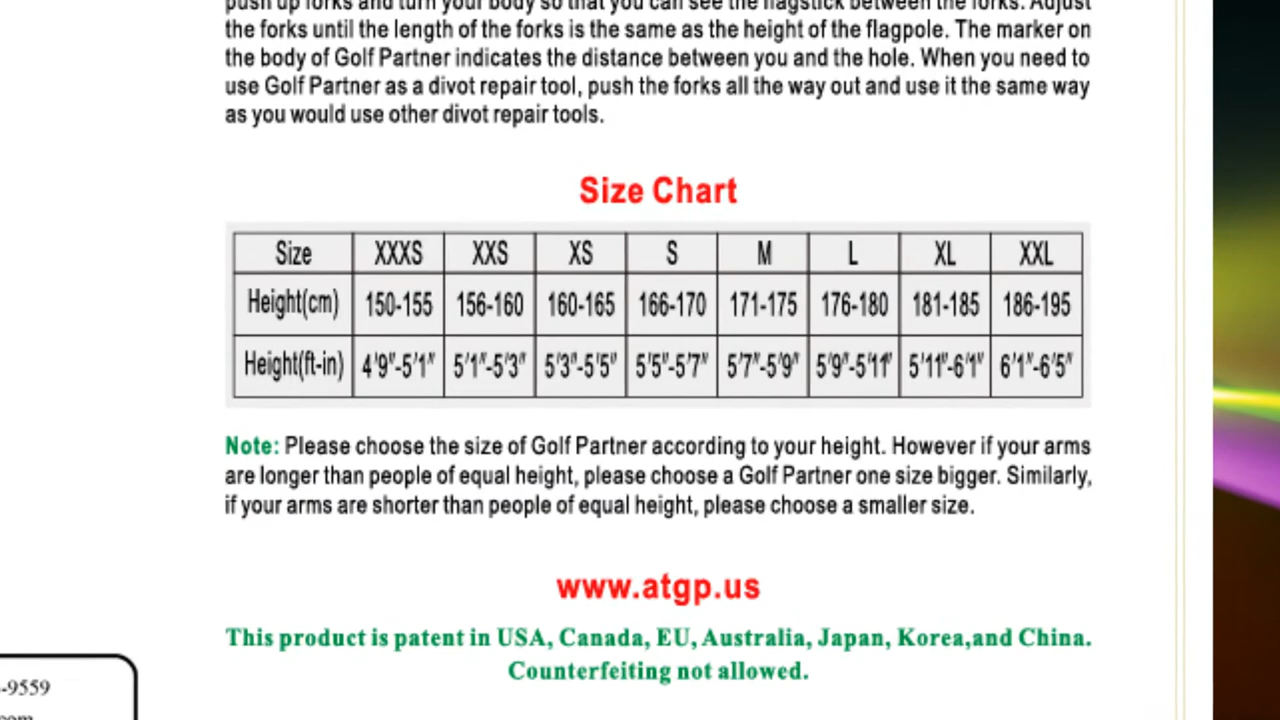 push up forks and turn your body so that you can see the flagstick between the forks. Adjust
the forks until the length of the forks is the same as the height of the flagpole. The marker on
the body of Golf Partner indicates the distance between you and the hole. When you need to
use Golf Partner as a divot repair tool, push the forks all the way out and use it the same way
as you would use other divot repair tools.
Size Chart
Size XXXS XXS XS S M L XL XXL
Height(cm) 150-155 156-160 160-165 166-170 171-175 176-180 181-185 186-195
Height(ft-in) 4'9"-5'1" 5'1"-5'3" 5'3"-5'5" 5'5"-5'7" 5'7"-5'9" 5'9"-5'11" 5'11"-6'1" 6'1"-6'5"
Note: Please choose the size of Golf Partner according to your height. However if your arms
are longer than people of equal height, please choose a Golf Partner one size bigger. Similarly,
if your arms are shorter than people of equal height, please choose a smaller size.
www.atgp.us
This product is patent in USA, Canada, EU, Australia, Japan, Korea,and China.
Counterfeiting not allowed.
-9559
.com